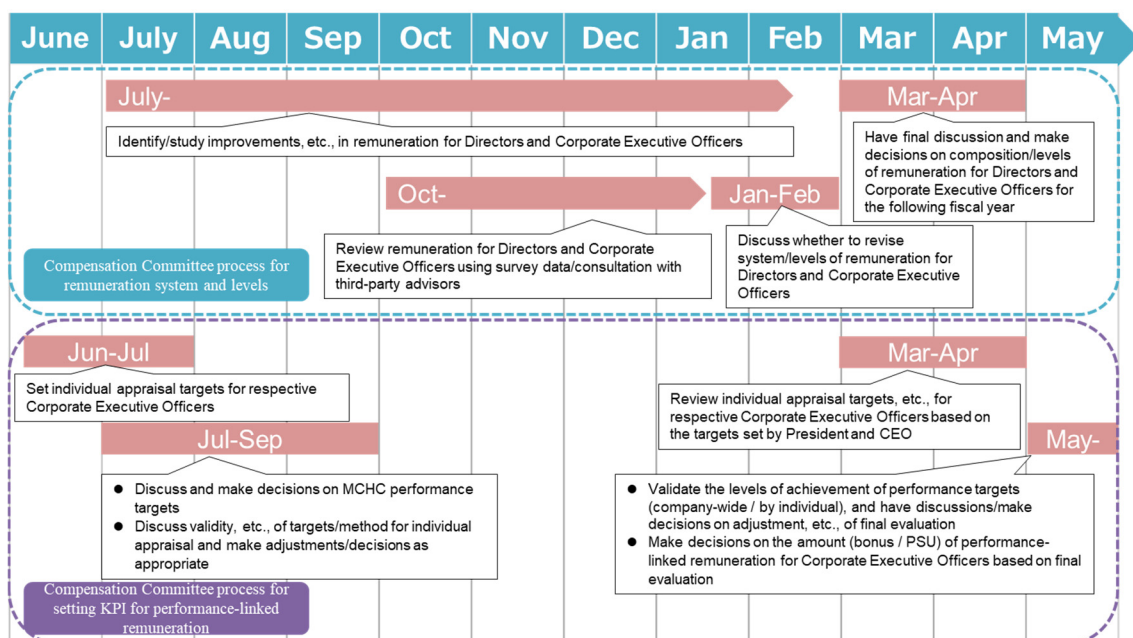 June July Aug Sep Oct Nov Dec Jan Feb Mar Apr May
July-
Mar-Apr
Identify/study improvements, etc., in remuneration for Directors and Corporate Executive Officers
Have final discussion and make
decisions on composition/levels
of remuneration for Directors and
Corporate Executive Officers for
the following fiscal year
Oct-
Jan-Feb
Review remuneration for Directors and Corporate
Executive Officers using survey data/consultation with
third-party advisors
Discuss whether to revise
system/levels of remuneration for
Directors and Corporate Executive
Officers
Compensation Committee process for
remuneration system and levels
Jun-Jul
Mar-Apr
Set individual appraisal targets for respective
Corporate Executive Officers
Review individual appraisal targets, etc., for
respective Corporate Executive Officers based on
the targets set by President and CEO
Jul-Sep
May-
● Discuss and make decisions on MCHC performance
targets
● Discuss validity, etc., of targets/method for individual
appraisal and make adjustments/decisions as
appropriate
● Validate the levels of achievement of performance targets
(company-wide / by individual), and have discussions/make
decisions on adjustment, etc., of final evaluation
● Make decisions on the amount (bonus / PSU) of performance-
linked remuneration for Corporate Executive Officers based on final
evaluation
Compensation Committee process for
setting KPI for performance-linked
remuneration